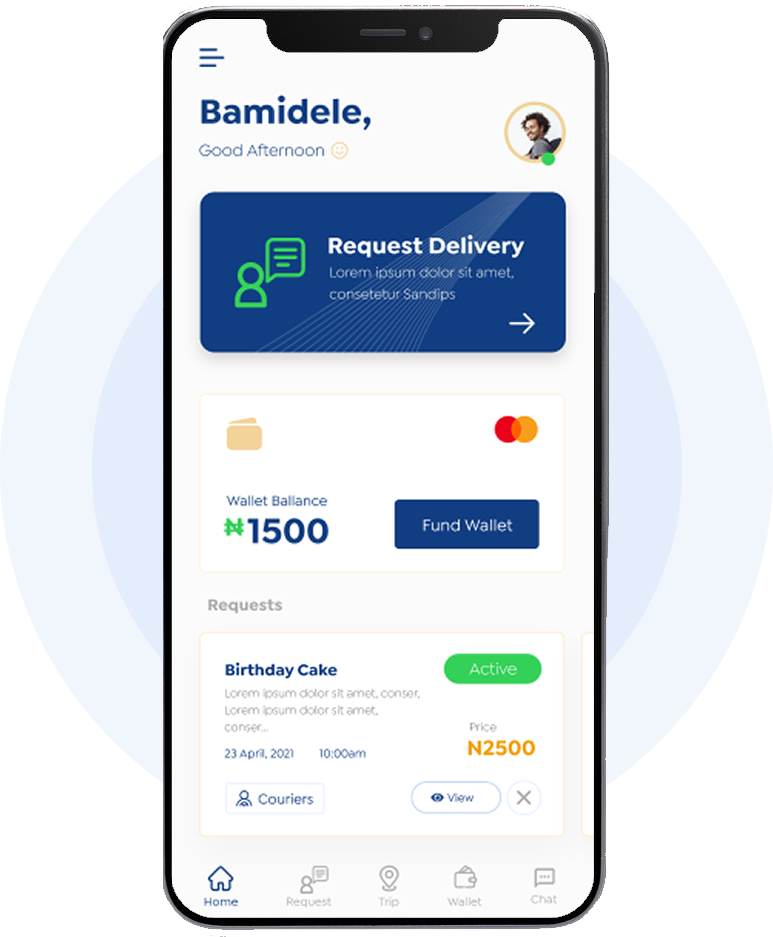 Bamidele,
Good Afternoon
Request Delivery
Lorem ipsum dolor sit amet,
consetetur Sandips
Wallet Ballance
₦1500
Fund Wallet
Requests
Birthday Cake
Active
Lorem ipsum dolor sit amet, conser,
Lorem ipsum dolor sit amet,
conser...
Price
N2500
23 April, 2021
10:00am
Couriers
View
Home
Request
Trip
Wallet
Chat